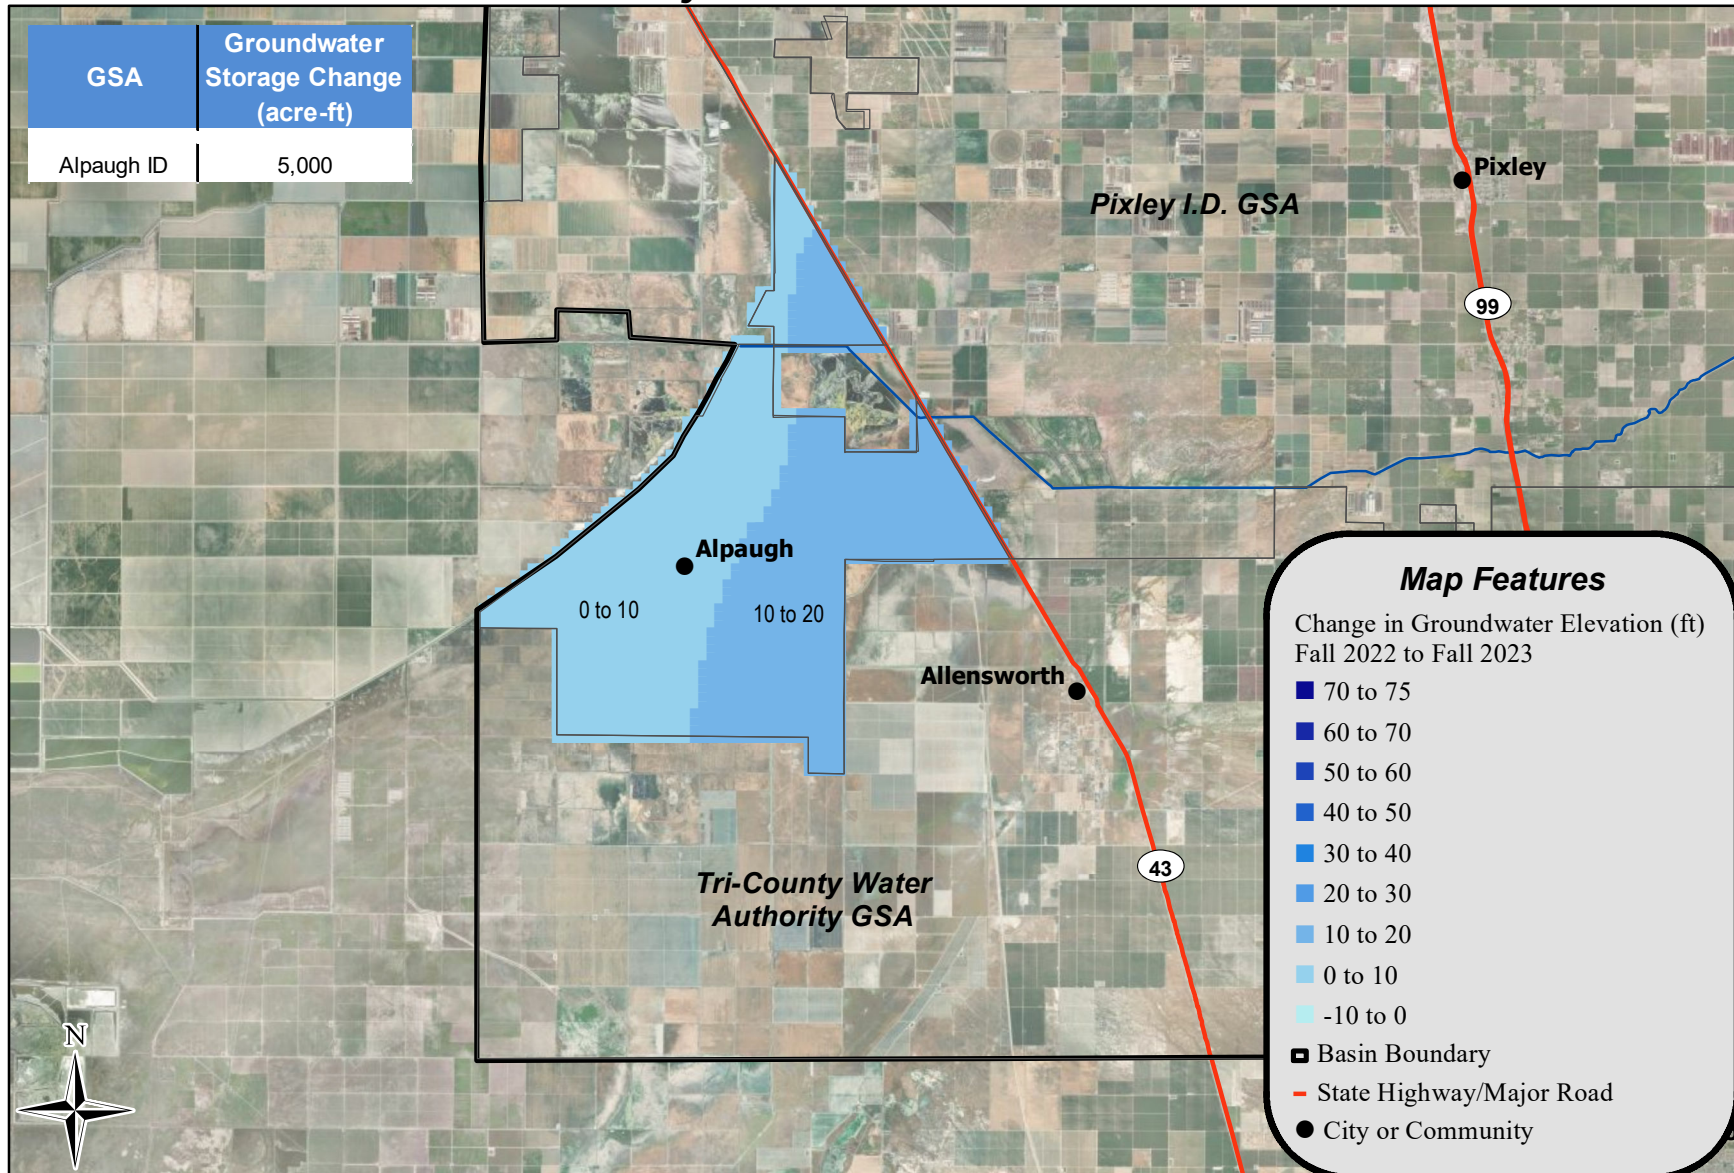 GSA
Groundwater
Storage Change
(acre-ft)
Alpaugh ID
5,000
Pixley
Pixley I.D. GSA
99
Alpaugh
0 to 10
10 to 20
Allensworth
43
Tri-County Water
Authority GSA
N
Map Features
Change in Groundwater Elevation (ft)
Fall 2022 to Fall 2023
70 to 75
60 to 70
50 to 60
40 to 50
30 to 40
20 to 30
10 to 20
0 to 10
-10 to 0
Basin Boundary
State Highway/Major Road
City or Community